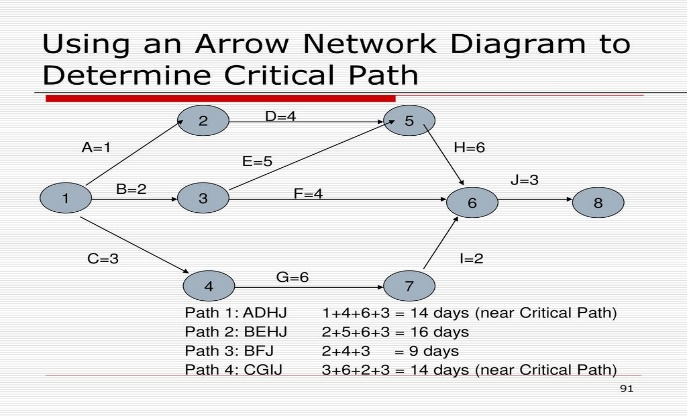 Using an Arrow Network Diagram to
Determine Critical Path
2
D=4
5
A=1
E=5
H=6
1
B=2
3
F=4
6
J=3
8
C=3
4
G=6
7
I=2
Path 1: ADHJ 1+4+6+3 = 14 days (near Critical Path)
Path 2: BEHJ 2+5+6+3 = 16 days
Path 3: BFJ 2+4+3 = 9 days
Path 4: CGIJ 3+6+2+3 = 14 days (near Critical Path)
91